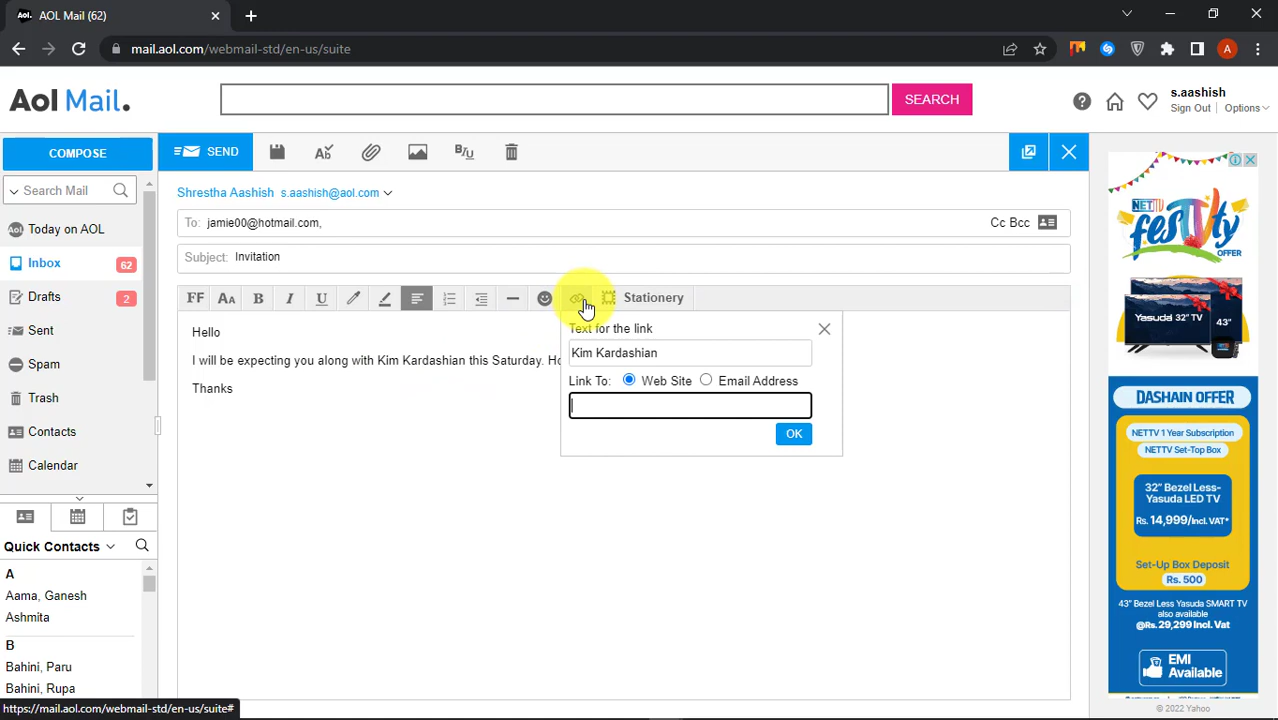 AOL Mail (62)
mail.aol.com/webmail-std/en-us/suite
A
Aol Mail.
SEARCH
s.aashish
Sign Out | Options
COMPOSE
SEND
Search Mail
Shrestha Aashish s.aashish@aol.com
To: jamie00@hotmail.com,
Cc Bcc
Subject: Invitation
Today on AOL
Inbox 62
Drafts 2
Sent
Spam
Trash
Contacts
Calendar
FF AA B I U
Stationery
Hello
I will be expecting you along with Kim Kardashian this Saturday. Ho
Thanks
Text for the link
Kim Kardashian
Link To: Web Site Email Address
OK
Quick Contacts
A
Aama, Ganesh
Ashmita
B
Bahini, Paru
Bahini, Rupa
https://mail.aol.com/webmail-std/en-us/suite#
NETTV
festivity
OFFER
Yasuda 32" TV
43"
DASHAIN OFFER
NETTV 1 Year Subscription
NETTV Set-Top Box
32" Bezel Less-
Yasuda LED TV
Rs. 14,999/Incl. VAT*
Set-Up Box Deposit
Rs. 500
43" Bezel Less Yasuda SMART TV
also available
@Rs. 29,299 Incl. Vat
EMI
Available
© 2022 Yahoo